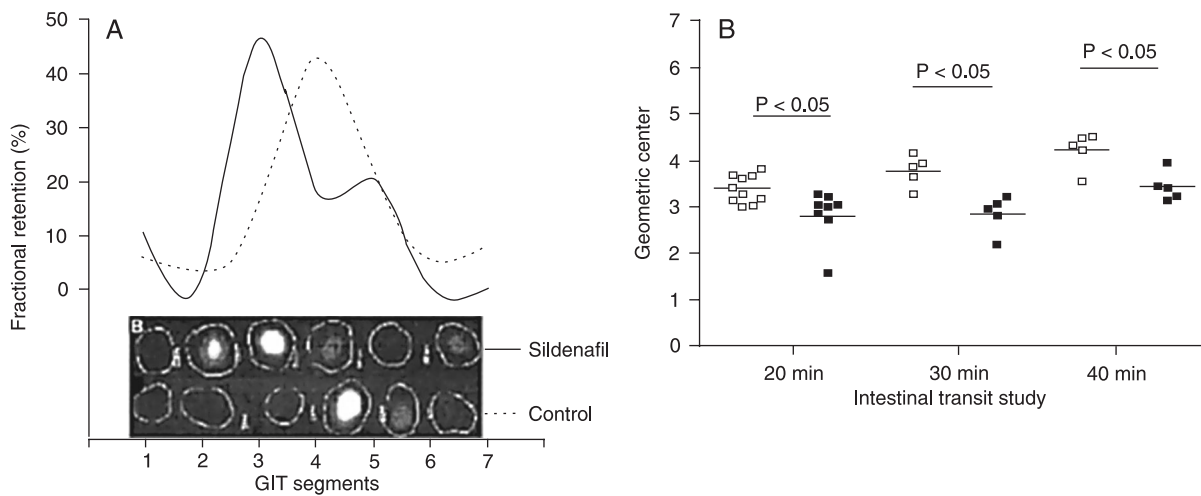 A
50
40
30
20
10
0
Fractional retention (%)
B
Sildenafil
Control
1 2 3 4 5 6 7
GIT segments
B
7
6
5
4
3
2
1
0
Geometric center
P < 0.05
P < 0.05
P < 0.05
20 min 30 min 40 min
Intestinal transit study